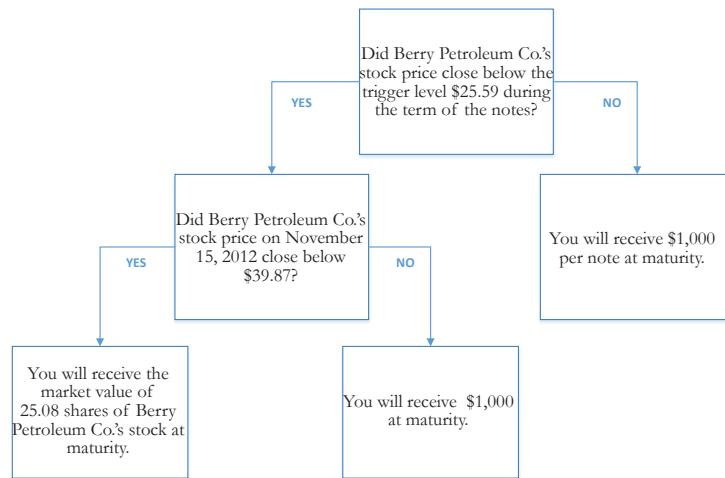 Did Berry Petroleum Co.'s
stock price close below the
trigger level $25.59 during
the term of the notes?
YES
NO
Did Berry Petroleum Co.'s
stock price on November
15, 2012 close below
$39.87?
You will receive $1,000
per note at maturity.
YES
NO
You will receive the
market value of
25.08 shares of Berry
Petroleum Co.'s stock at
maturity.
You will receive $1,000
at maturity.